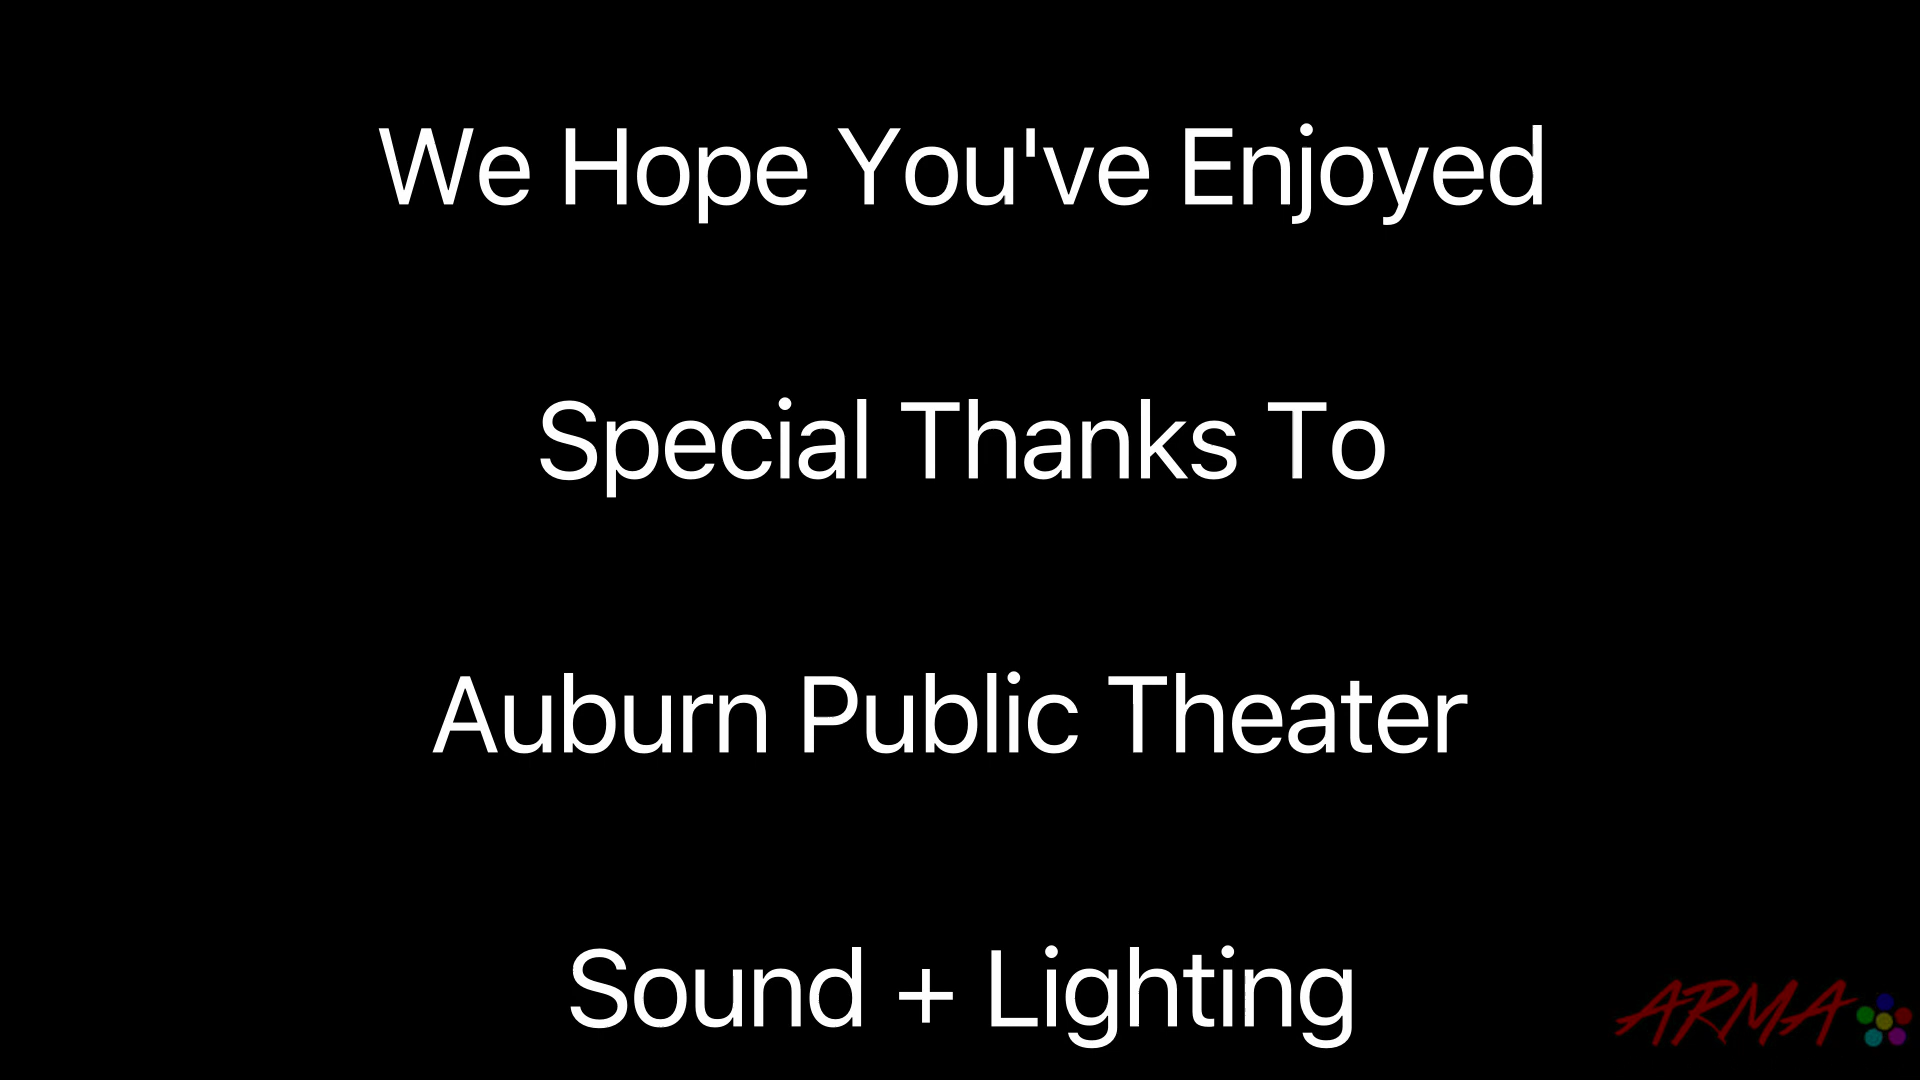 We Hope You've Enjoyed
Special Thanks To
Auburn Public Theater
Sound + Lighting
ARMA